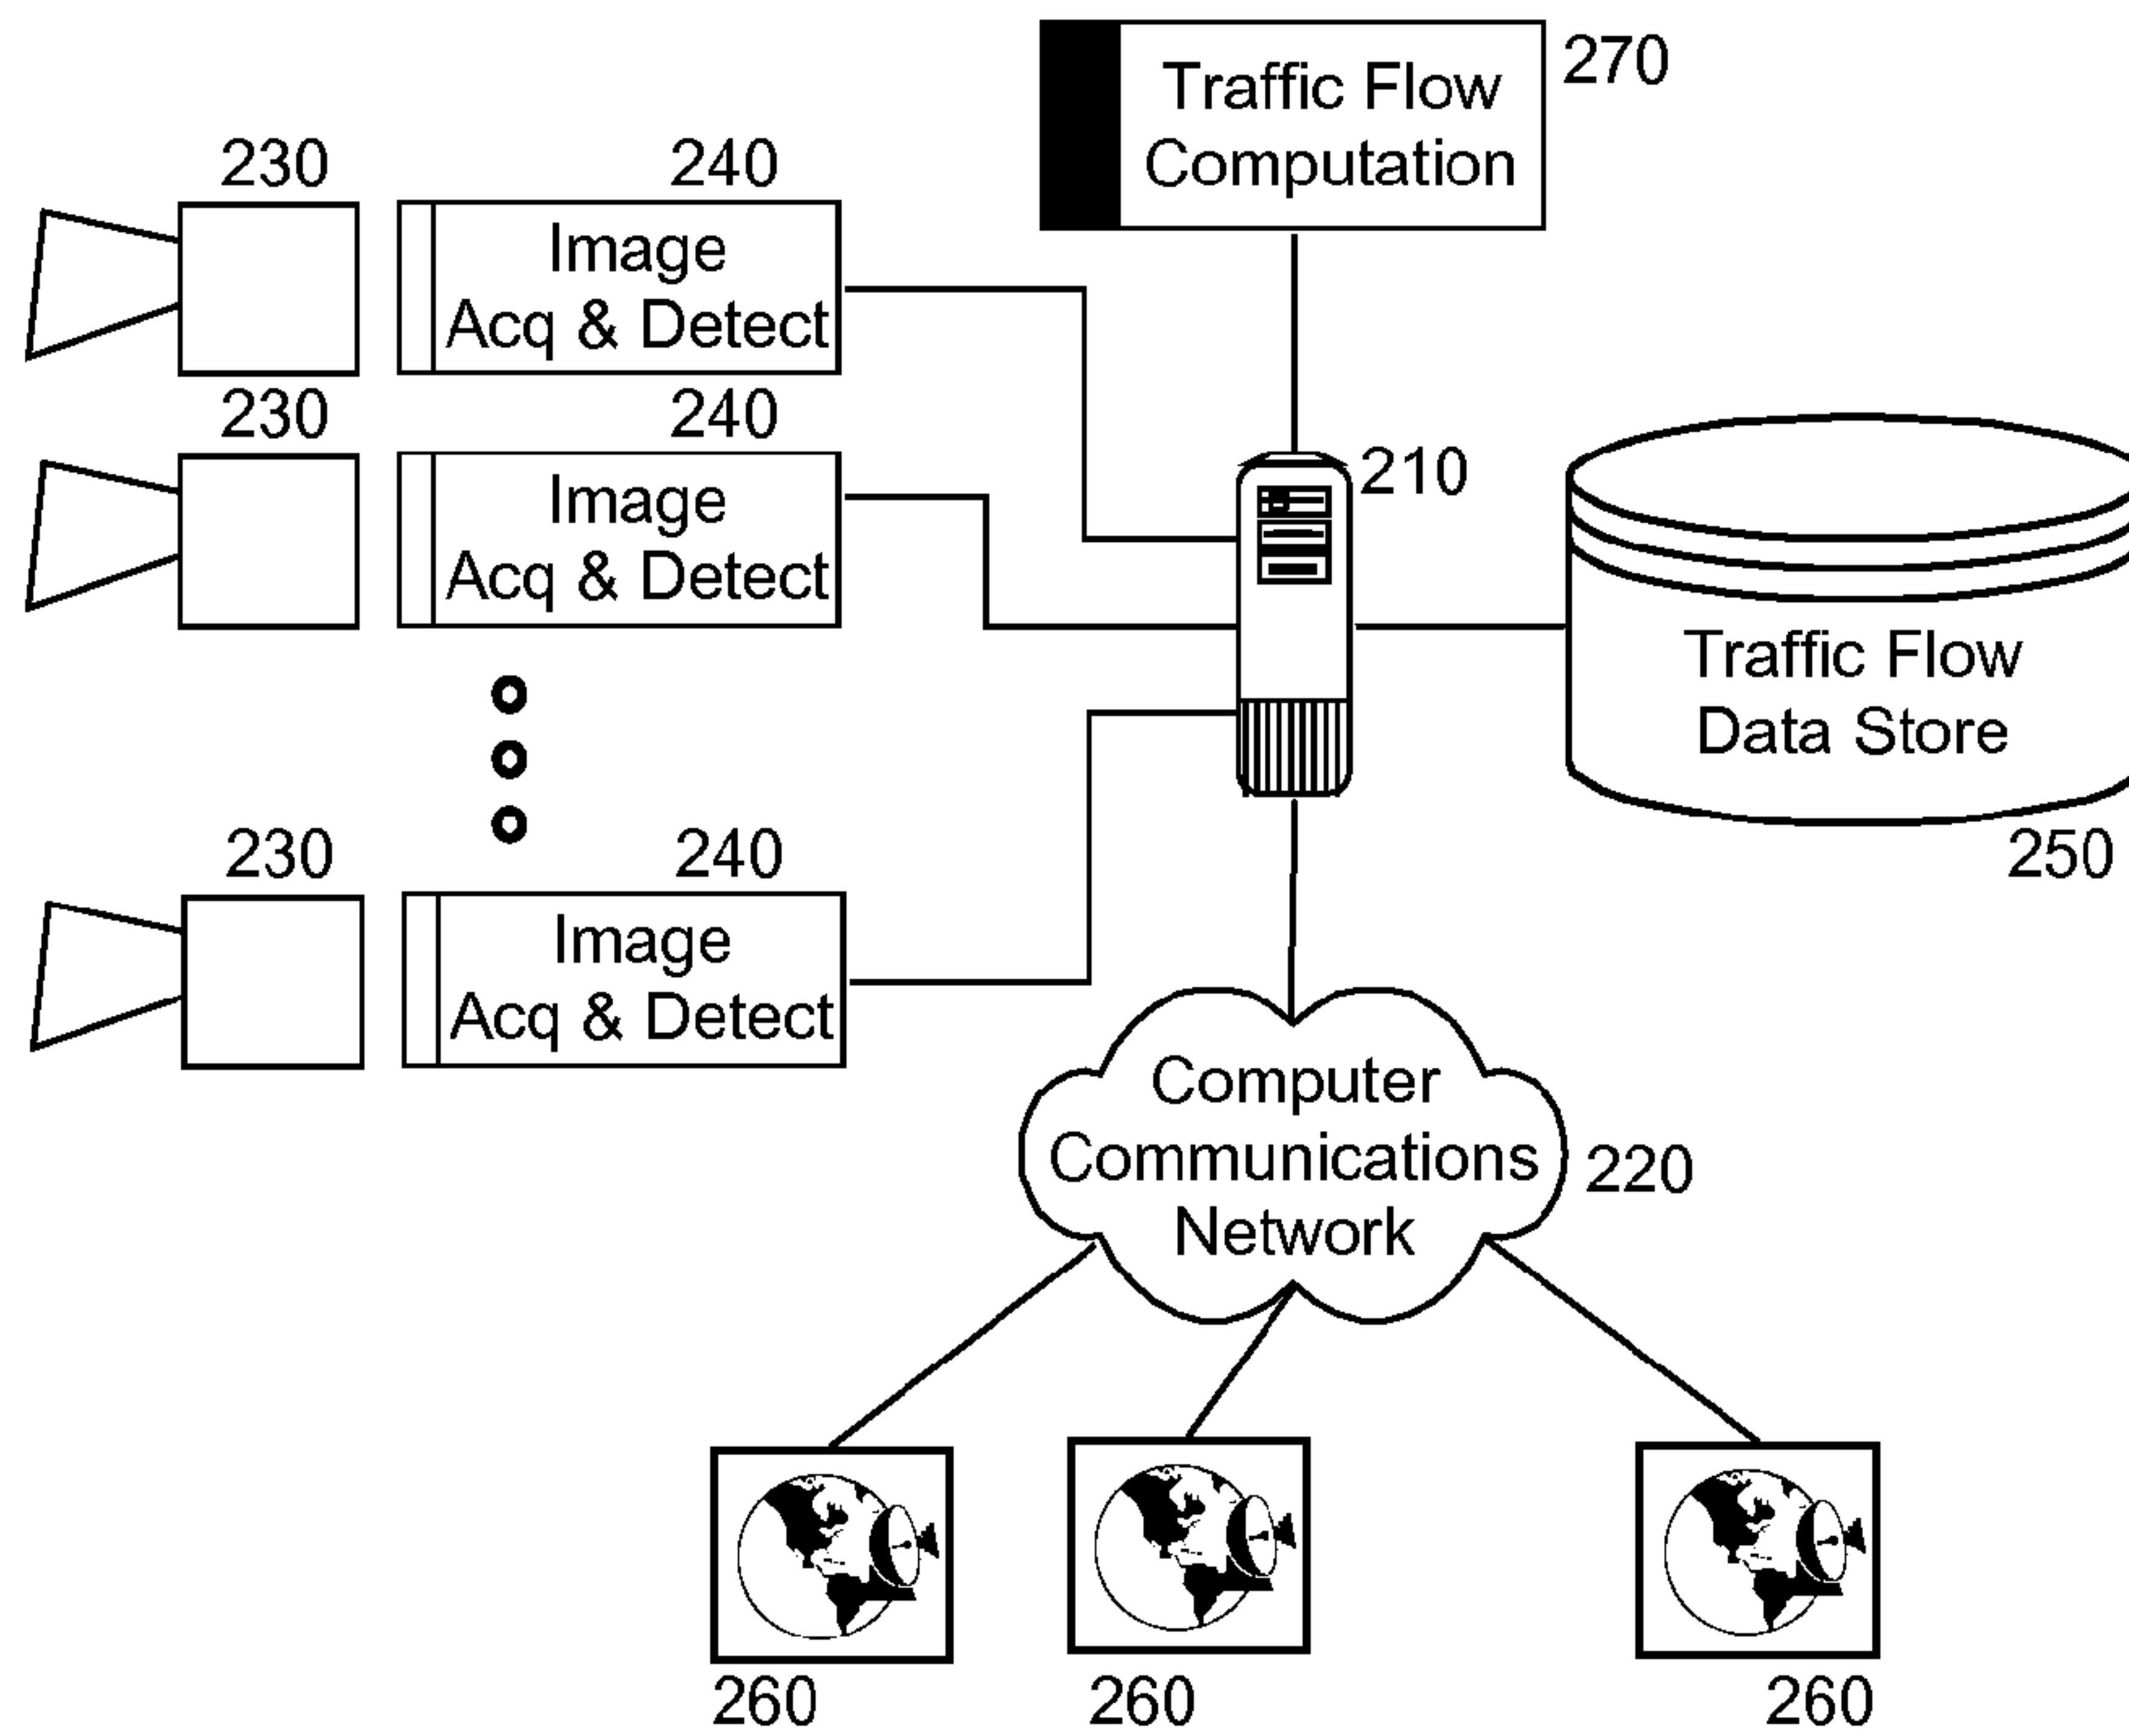 270
Traffic Flow
Computation
230
240
Image
Acq & Detect
230
240
Image
Acq & Detect
210
Traffic Flow
Data Store
250
230
240
Image
Acq & Detect
Computer
Communications
Network
220
260
260
260